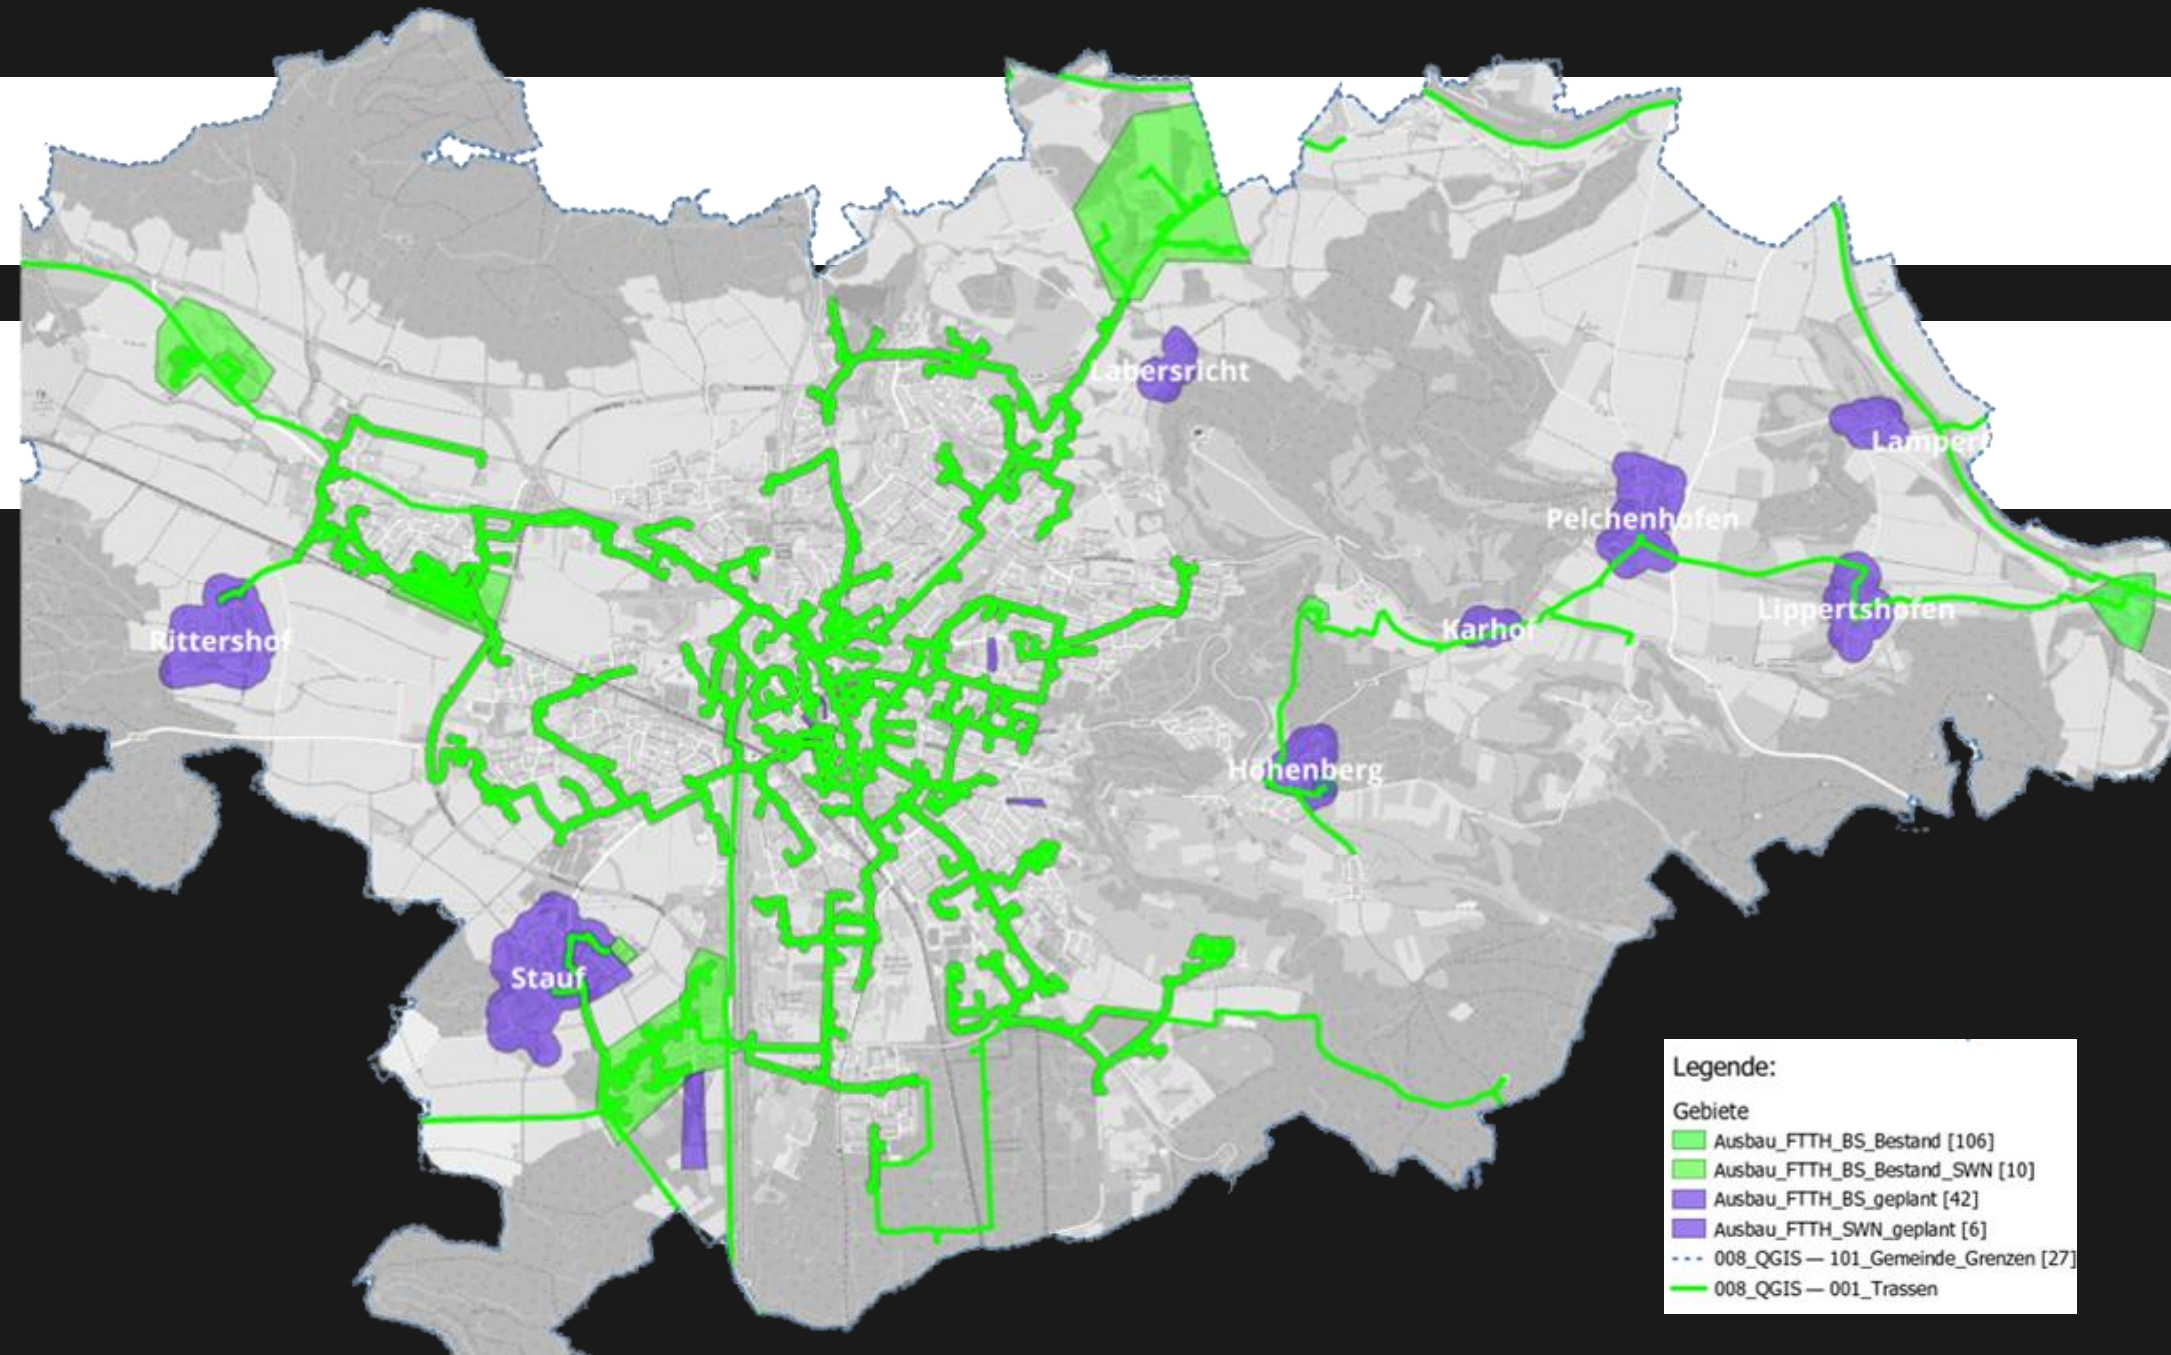 Labersricht
Lampert
Pelchenhofen
Lippertshofen
Karhof
Rittershof
Höhenberg
Stauf
Legende:
Gebiete
Ausbau_FTTH_BS_Bestand [106]
Ausbau_FTTH_BS_Bestand_SWN [10]
Ausbau_FTTH_BS_geplant [42]
Ausbau_FTTH_SWN_geplant [6]
008_QGIS — 101_Gemeinde_Grenzen [27]
008_QGIS — 001_Trassen